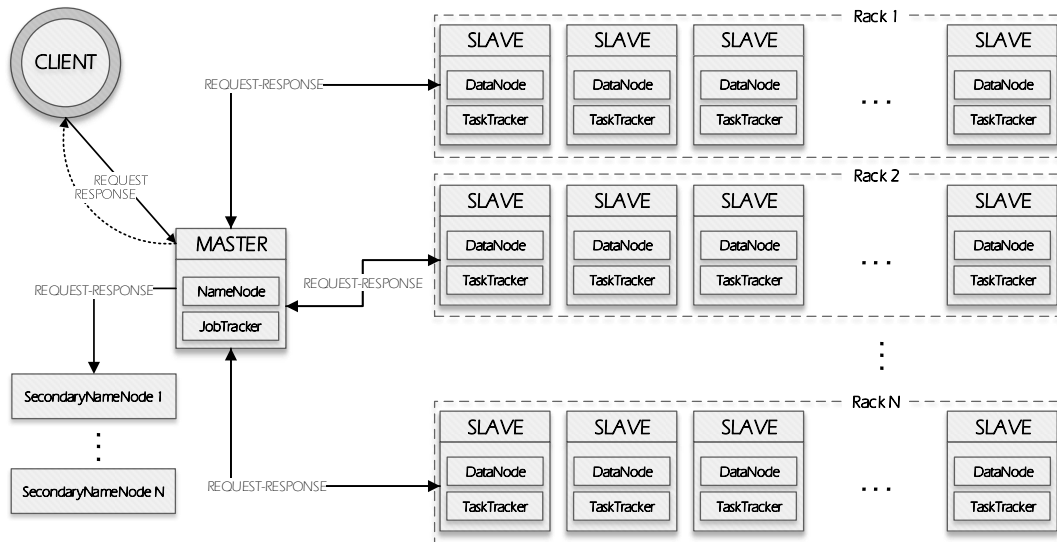 Rack 1
CLIENT
SLAVE SLAVE SLAVE SLAVE
REQUEST-RESPONSE
DataNode DataNode DataNode ... DataNode
TaskTracker TaskTracker TaskTracker TaskTracker
REQUEST
RESPONSE
Rack 2
SLAVE SLAVE SLAVE SLAVE
DataNode DataNode DataNode ... DataNode
TaskTracker TaskTracker TaskTracker TaskTracker
MASTER
NameNode
JobTracker
REQUEST-RESPONSE
REQUEST-RESPONSE
SecondaryNameNode 1
SecondaryNameNode N
Rack N
SLAVE SLAVE SLAVE SLAVE
REQUEST-RESPONSE
DataNode DataNode DataNode ... DataNode
TaskTracker TaskTracker TaskTracker TaskTracker